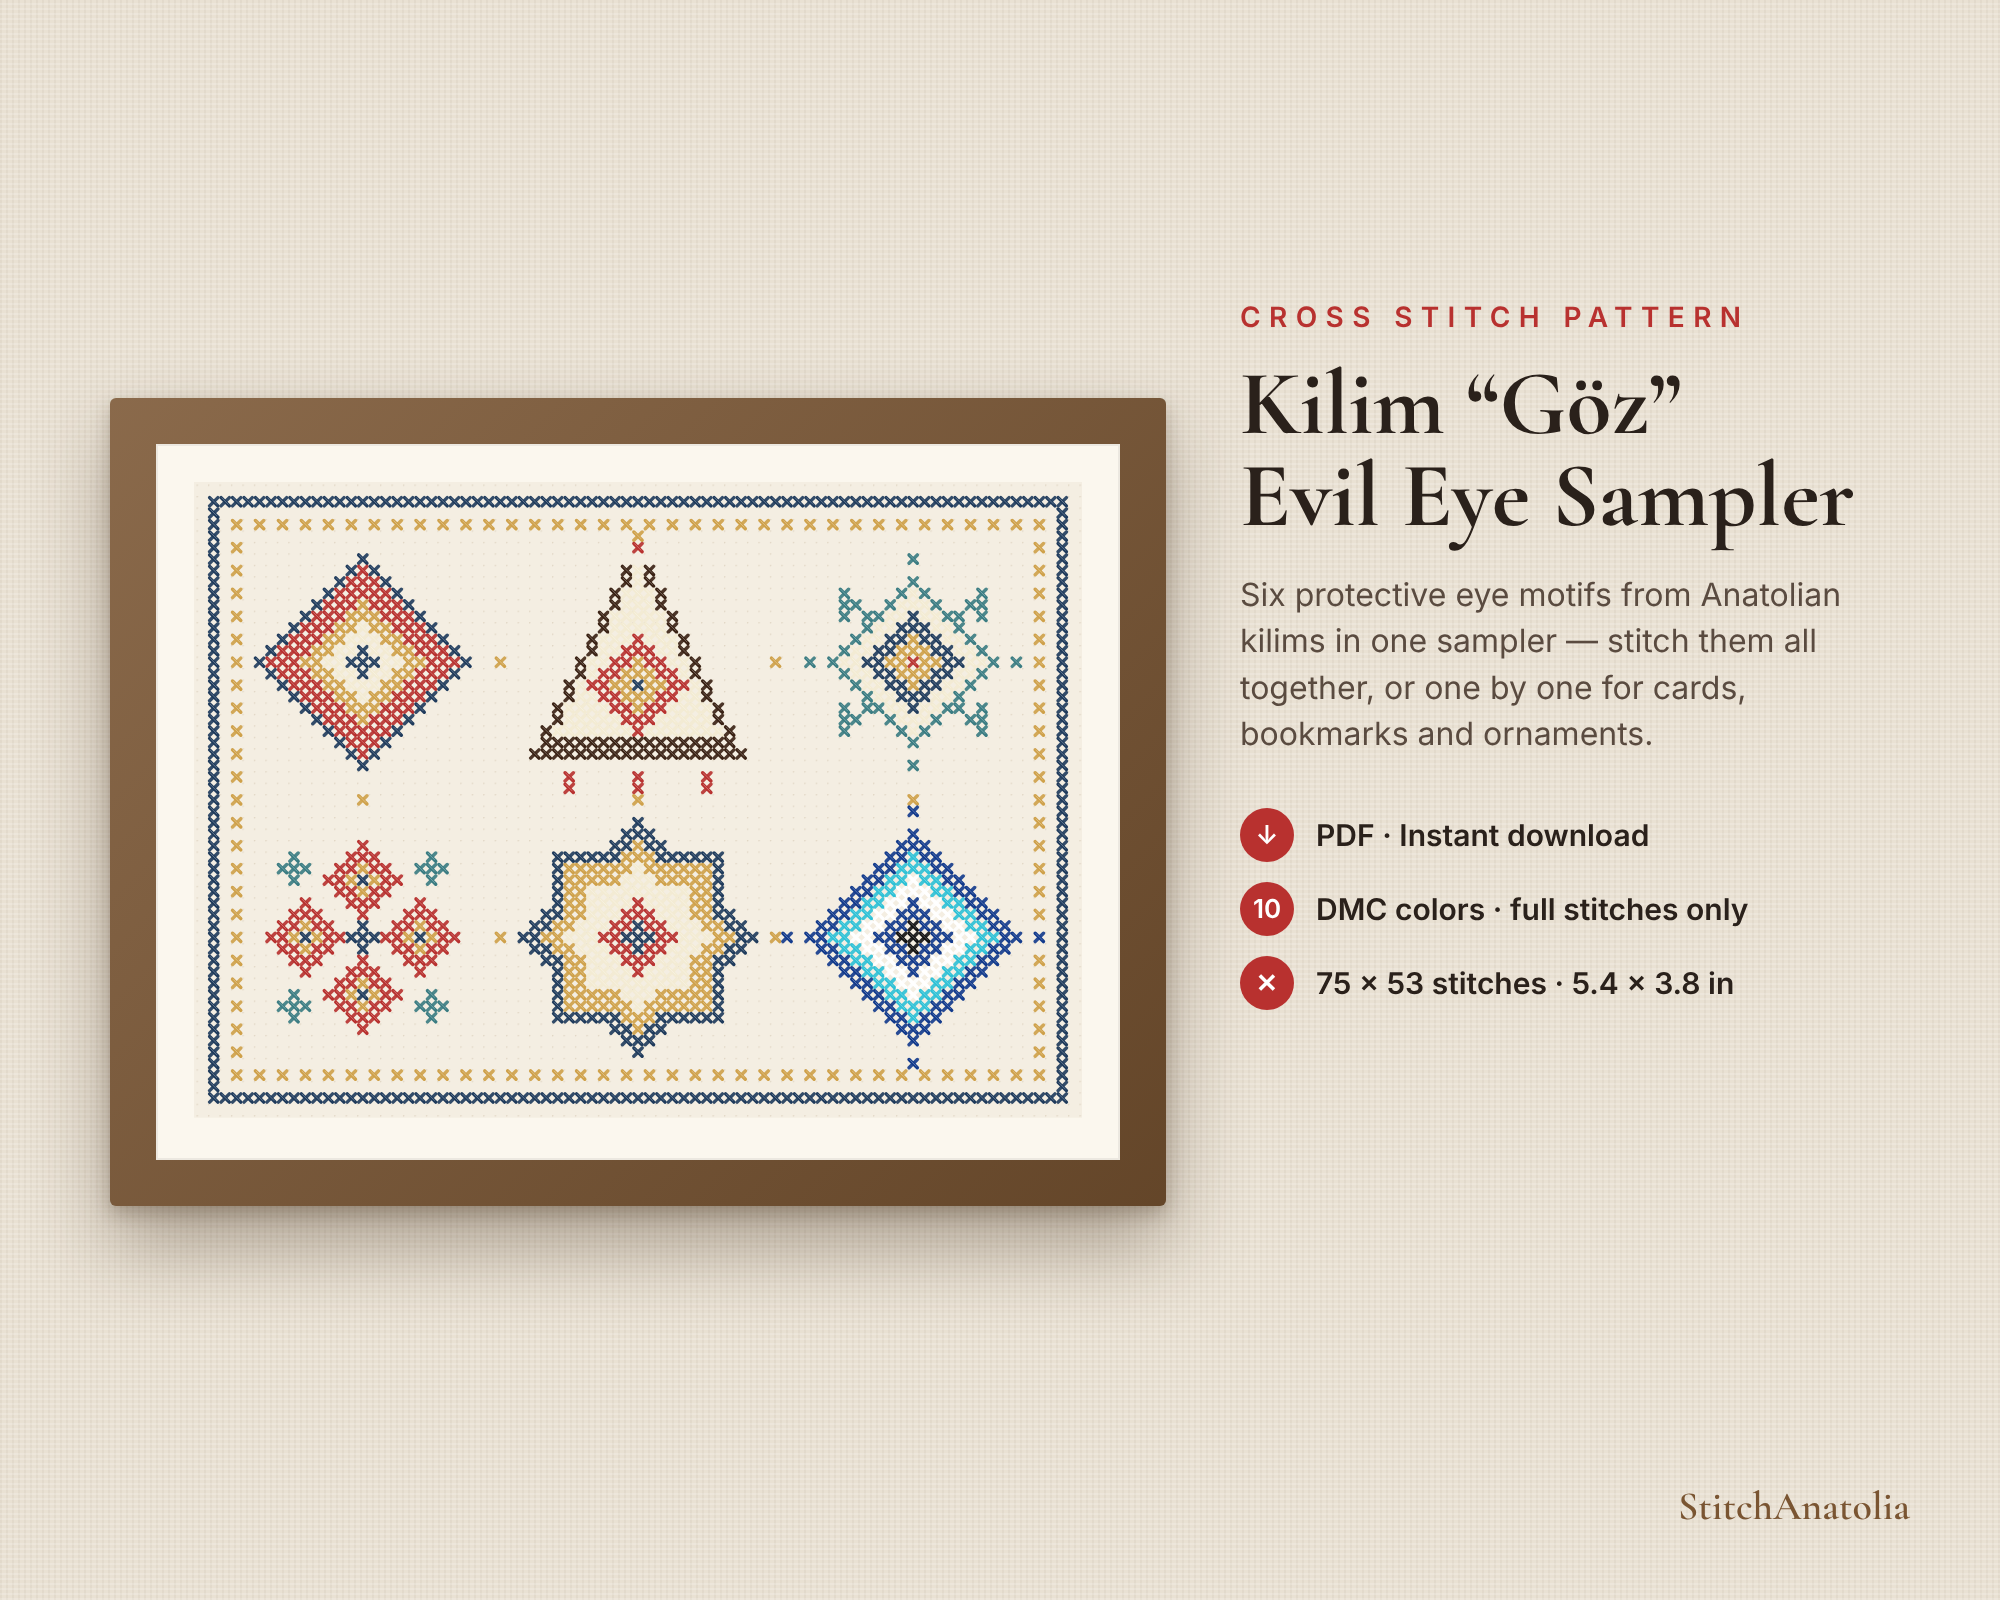 CROSS STITCH PATTERN
Kilim “Göz”
Evil Eye Sampler
Six protective eye motifs from Anatolian
kilims in one sampler — stitch them all
together, or one by one for cards,
bookmarks and ornaments.
↓ PDF · Instant download
10 DMC colors · full stitches only
× 75 × 53 stitches · 5.4 × 3.8 in
StitchAnatolia